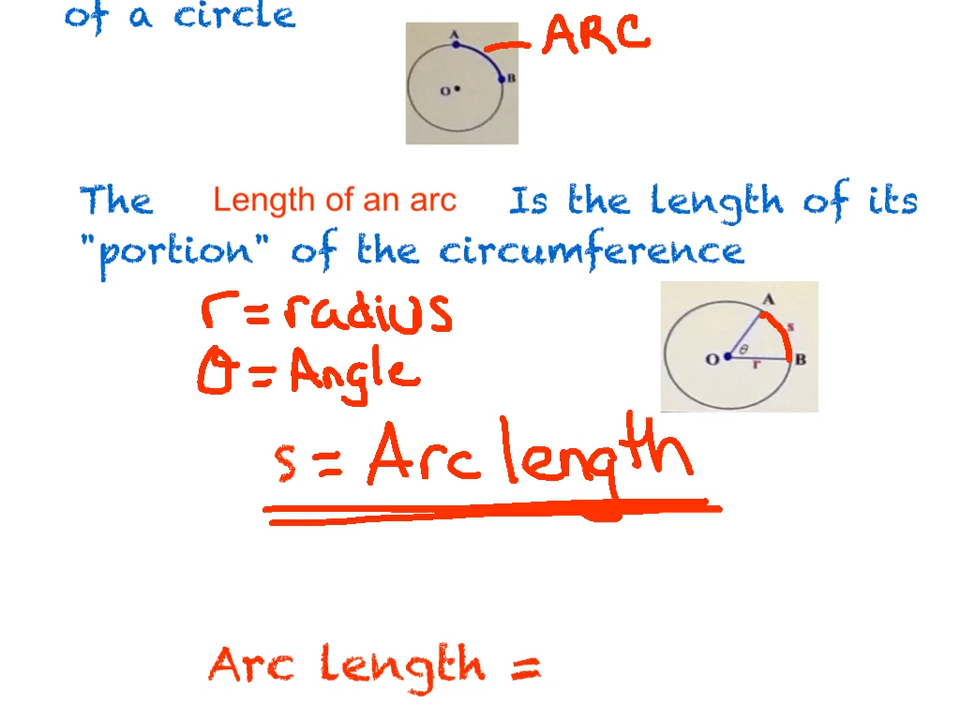 of a circle
ARC
A
B
O
The Length of an arc Is the length of its
"portion" of the circumference
r = radius
θ = Angle
A
s
O θ r B
s = Arc length
Arc length =